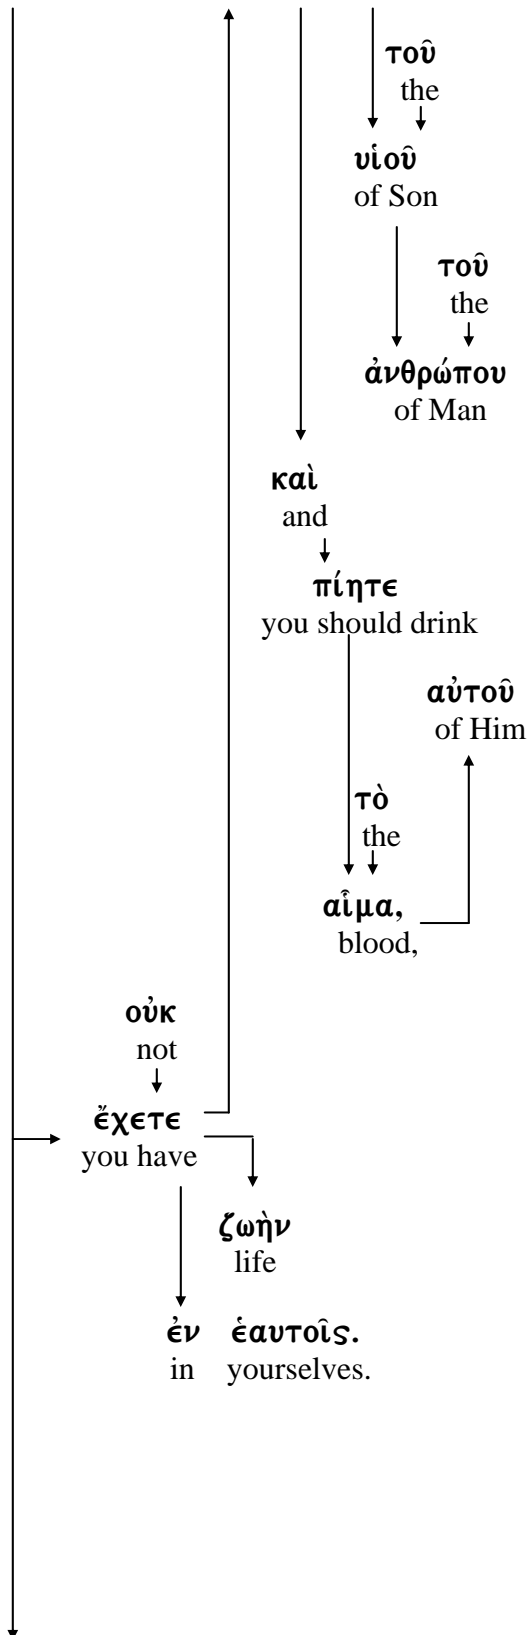 τοῦ
the
υἱοῦ
of Son
τοῦ
the
ἀνθρώπου
of Man
καὶ
and
πίητε
you should drink
αὐτοῦ
of Him
τὸ
the
αἷμα,
blood,
οὐκ
not
ἔχετε
you have
ζωὴν
life
ἐν ἑαυτοῖς.
in yourselves.